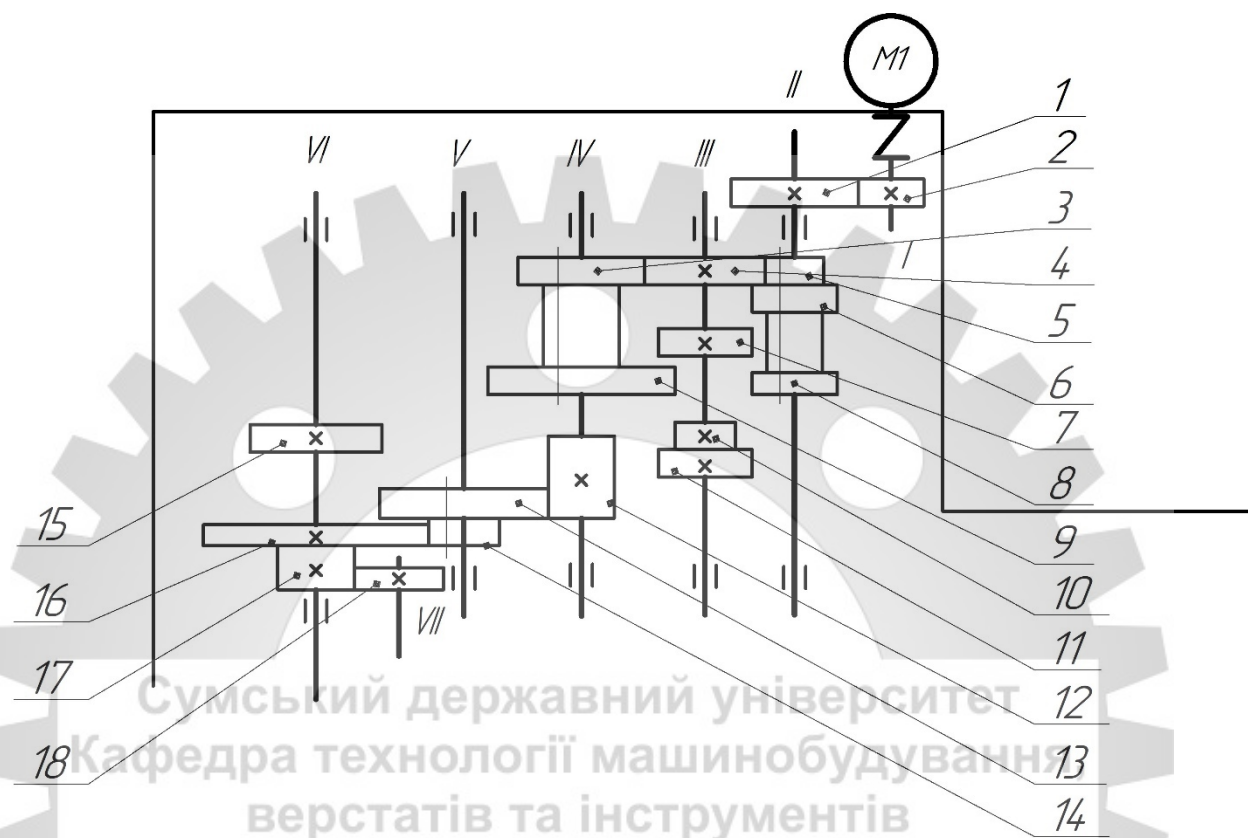 M1
II
VI
V
IV
III
I
VII
1
2
3
4
5
6
7
8
9
10
11
12
13
14
15
16
17
18
Сумський державний університет
Кафедра технології машинобудування,
верстатів та інструментів